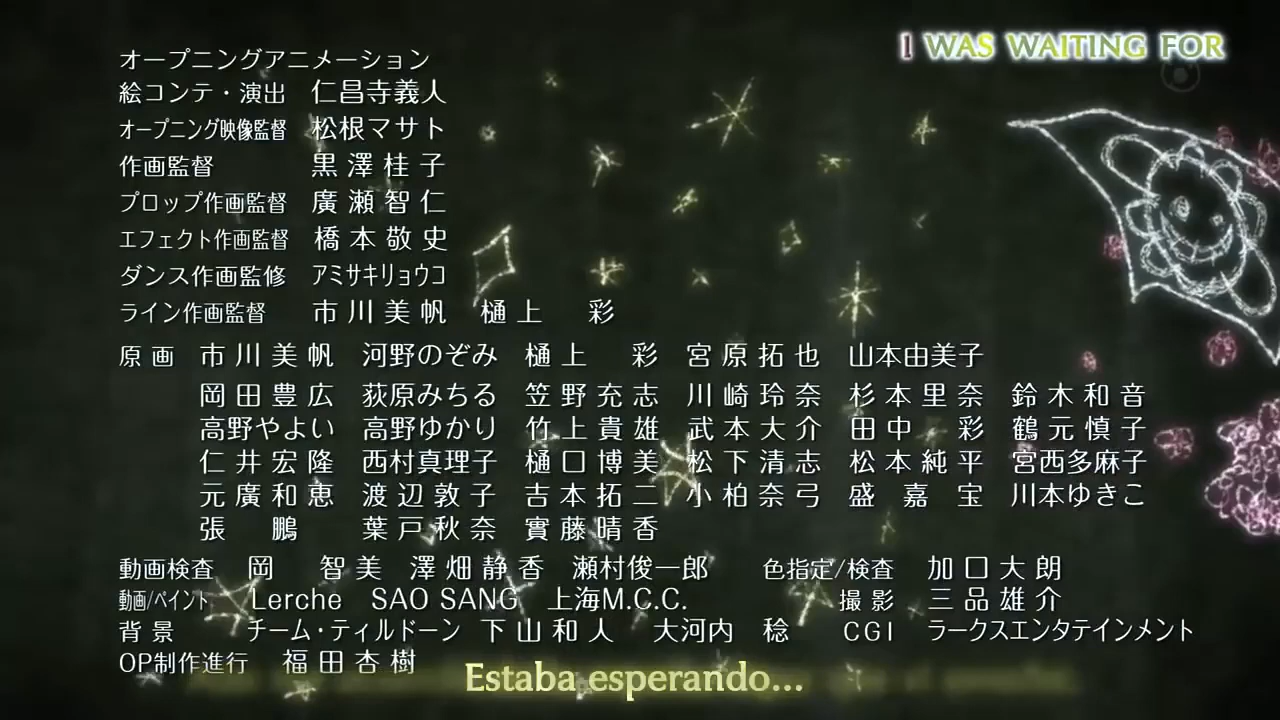 I WAS WAITING FOR
オープニングアニメーション
絵コンテ・演出 仁昌寺義人
オープニング映像監督 松根マサト
作画監督 黒澤桂子
プロップ作画監督 廣瀬智仁
エフェクト作画監督 橋本敬史
ダンス作画監修 アミサキリョウコ
ライン作画監督 市川美帆 樋上 彩
原画 市川美帆 河野のぞみ 樋上 彩 宮原拓也 山本由美子
岡田豊広 荻原みちる 笠野充志 川崎玲奈 杉本里奈 鈴木和音
高野やよい 高野ゆかり 竹上貴雄 武本大介 田中 彩 鶴元慎子
仁井宏隆 西村真理子 樋口博美 松下清志 松本純平 宮西多麻子
元廣和恵 渡辺敦子 吉本拓二 小柏奈弓 盛嘉宝 川本ゆきこ
張鵬 葉戸秋奈 實藤晴香
動画検査 岡 智美 澤畑静香 瀬村俊一郎 色指定/検査 加口大朗
動画/ペイント Lerche SAO SANG 上海M.C.C. 撮影 三品雄介
背景 チーム・ティルドーン 下山和人 大河内 稔 CGI ラークスエンタテインメント
OP制作進行 福田杏樹
Estaba esperando...